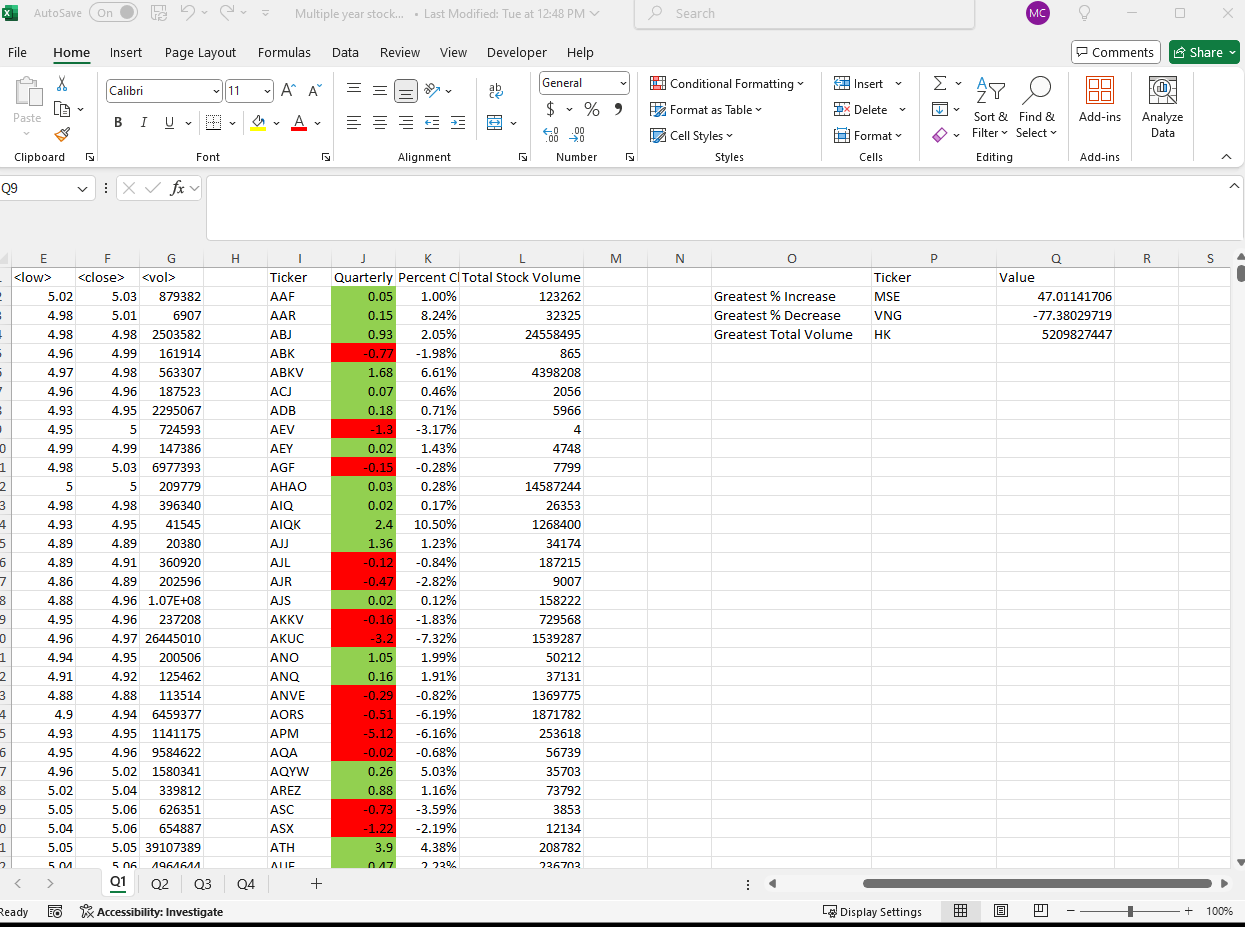 AutoSave On Multiple year stock... • Last Modified: Tue at 12:48 PM Search MC
File Home Insert Page Layout Formulas Data Review View Developer Help Comments Share
Paste Calibri 11 General Conditional Formatting Format as Table Cell Styles Insert Delete Format Sort & Filter Find & Select Add-ins Analyze Data
Clipboard Font Alignment Number Styles Cells Editing Add-ins
Q9 fx
E F G H I J K L M N O P Q R S
<low> <close> <vol> Ticker Quarterly Percent Cl Total Stock Volume Ticker Value
5.02 5.03 879382 AAF 0.05 1.00% 123262 Greatest % Increase MSE 47.01141706
4.98 5.01 6907 AAR 0.15 8.24% 32325 Greatest % Decrease VNG -77.38029719
4.98 4.98 2503582 ABJ 0.93 2.05% 24558495 Greatest Total Volume HK 5209827447
4.96 4.99 161914 ABK -0.77 -1.98% 865
4.97 4.98 563307 ABKV 1.68 6.61% 4398208
4.96 4.96 187523 ACJ 0.07 0.46% 2056
4.93 4.95 2295067 ADB 0.18 0.71% 5966
4.95 5 724593 AEV -1.3 -3.17% 4
4.99 4.99 147386 AEY 0.02 1.43% 4748
4.98 5.03 6977393 AGF -0.15 -0.28% 7799
5 5 209779 AHAO 0.03 0.28% 14587244
4.98 4.98 396340 AIQ 0.02 0.17% 26353
4.93 4.95 41545 AIQK 2.4 10.50% 1268400
4.89 4.89 20380 AJJ 1.36 1.23% 34174
4.89 4.91 360920 AJL -0.12 -0.84% 187215
4.86 4.89 202596 AJR -0.47 -2.82% 9007
4.88 4.96 1.07E+08 AJS 0.02 0.12% 158222
4.95 4.96 237208 AKKV -0.16 -1.83% 729568
4.96 4.97 26445010 AKUC -3.2 -7.32% 1539287
4.94 4.95 200506 ANO 1.05 1.99% 50212
4.91 4.92 125462 ANQ 0.16 1.91% 37131
4.88 4.88 113514 ANVE -0.29 -0.82% 1369775
4.9 4.94 6459377 AORS -0.51 -6.19% 1871782
4.93 4.95 1141175 APM -5.12 -6.16% 253618
4.95 4.96 9584622 AQA -0.02 -0.68% 56739
4.96 5.02 1580341 AQYW 0.26 5.03% 35703
5.02 5.04 339812 AREZ 0.88 1.16% 73792
5.05 5.06 626351 ASC -0.73 -3.59% 3853
5.04 5.06 654887 ASX -1.22 -2.19% 12134
5.05 5.05 39107389 ATH 3.9 4.38% 208782
5.04 5.06 4964644 AUF 0.47 2.23% 236703
Q1 Q2 Q3 Q4 +
Ready Accessibility: Investigate Display Settings 100%